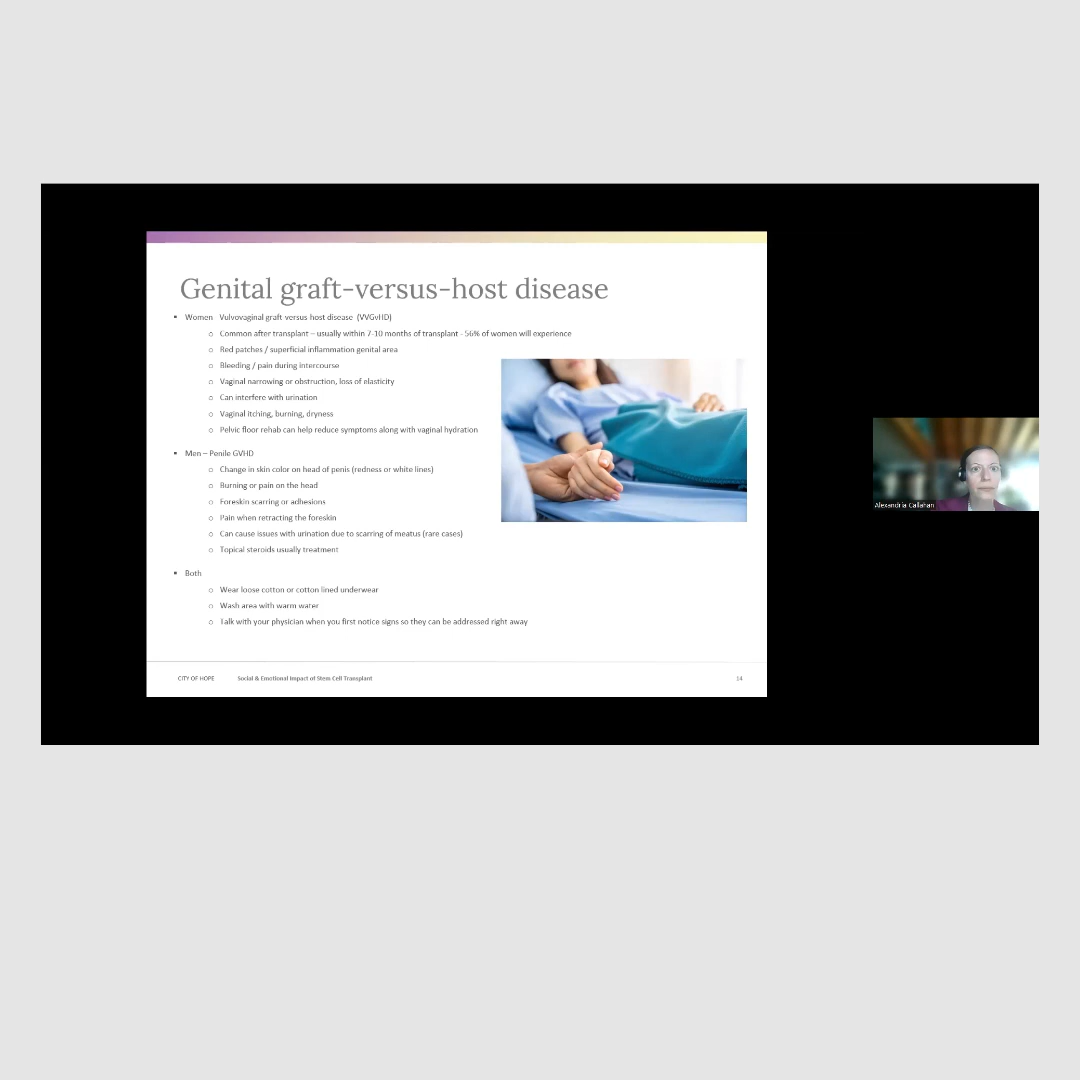 Genital graft-versus-host disease
▪ Women Vulvovaginal graft versus host disease (VVGvHD)
o Common after transplant – usually within 7-10 months of transplant - 56% of women will experience
o Red patches / superficial inflammation genital area
o Bleeding / pain during intercourse
o Vaginal narrowing or obstruction, loss of elasticity
o Can interfere with urination
o Vaginal itching, burning, dryness
o Pelvic floor rehab can help reduce symptoms along with vaginal hydration
▪ Men – Penile GVHD
o Change in skin color on head of penis (redness or white lines)
o Burning or pain on the head
o Foreskin scarring or adhesions
o Pain when retracting the foreskin
o Can cause issues with urination due to scarring of meatus (rare cases)
o Topical steroids usually treatment
▪ Both
o Wear loose cotton or cotton lined underwear
o Wash area with warm water
o Talk with your physician when you first notice signs so they can be addressed right away
CITY OF HOPE Social & Emotional Impact of Stem Cell Transplant 14
Alexandria Callahan